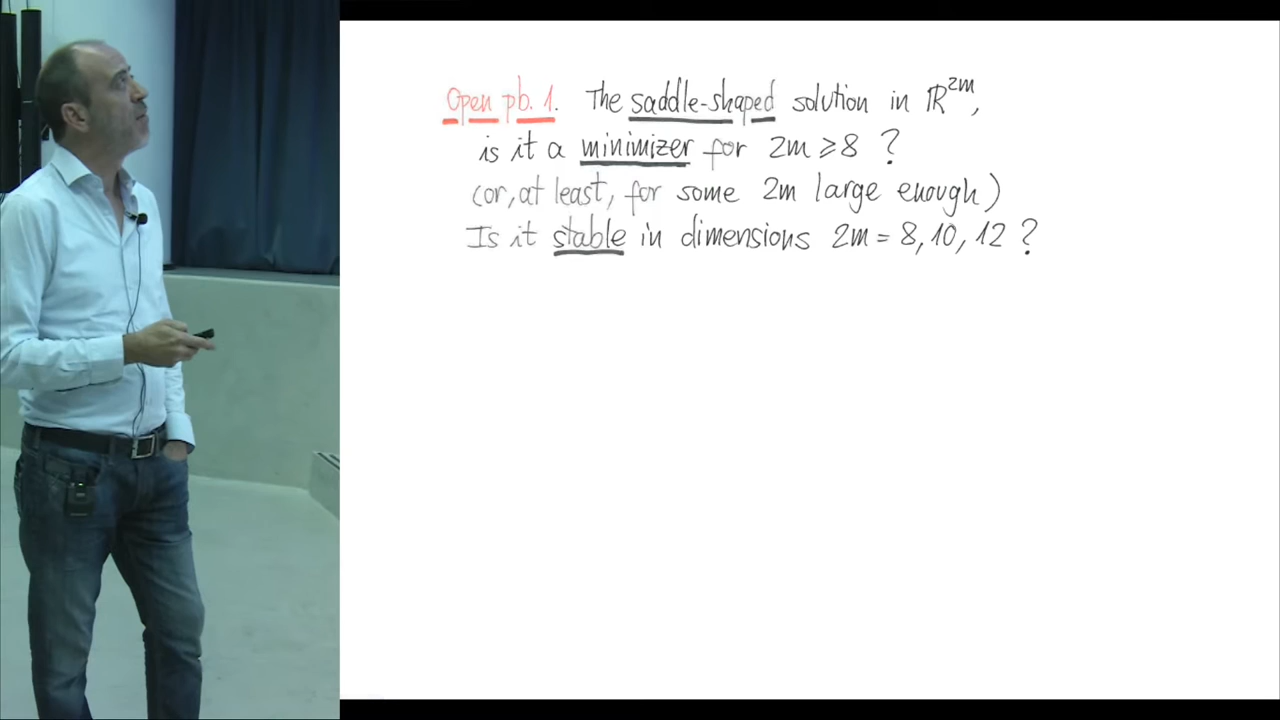 Open pb. 1. The saddle-shaped solution in ℝ^{2m},
is it a minimizer for 2m ⩾ 8 ?
(or, at least, for some 2m large enough)
Is it stable in dimensions 2m = 8, 10, 12 ?